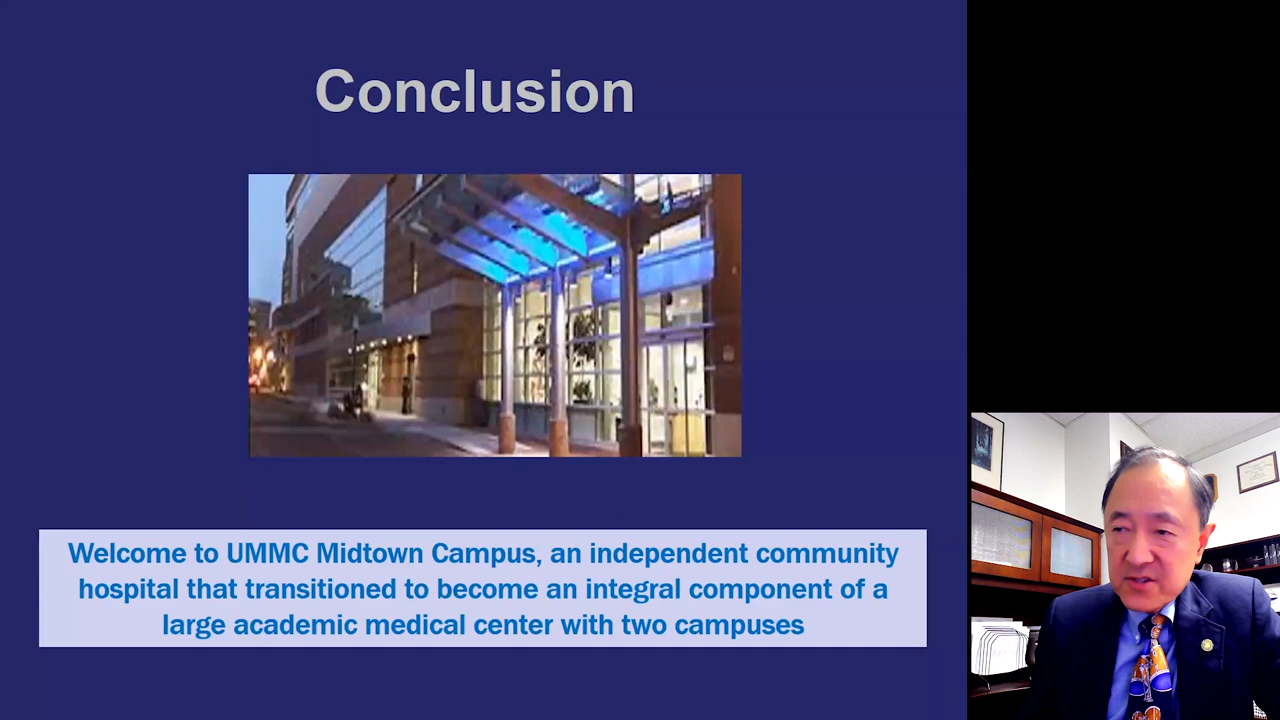 Conclusion
Welcome to UMMC Midtown Campus, an independent community
hospital that transitioned to become an integral component of a
large academic medical center with two campuses